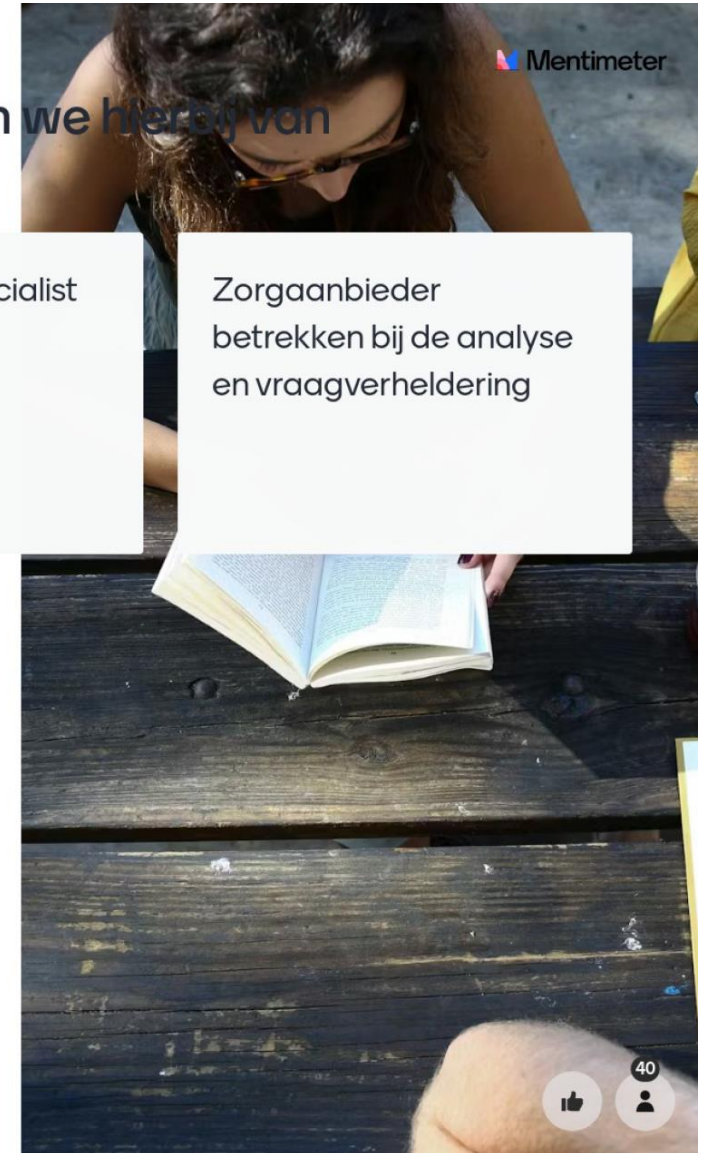 Mentimeter
we hierbij van
cialist
Zorgaanbieder
betrekken bij de analyse
en vraagverheldering
40